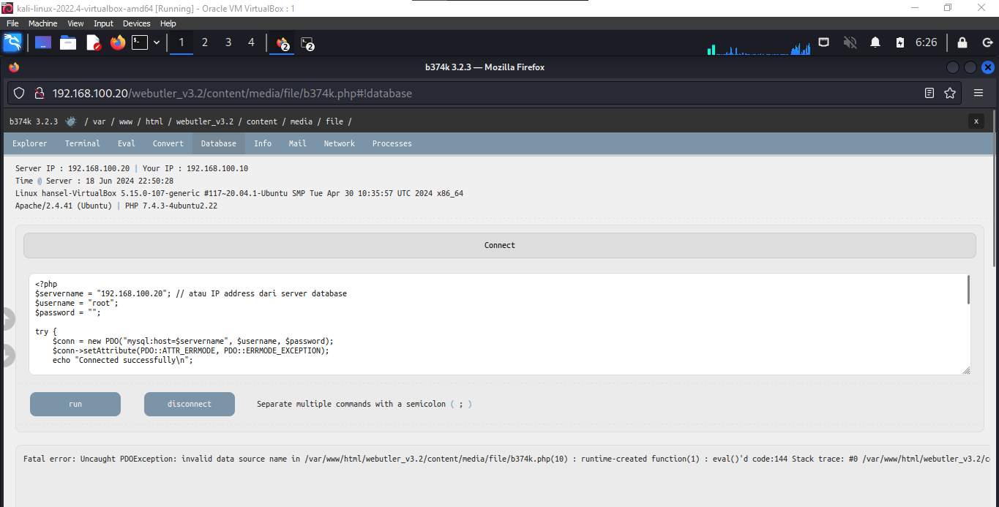 kali-linux-2022.4-virtualbox-amd64 [Running] - Oracle VM VirtualBox : 1
File Machine View Input Devices Help
1 2 3 4 2 2 6:26
b374k 3.2.3 — Mozilla Firefox
192.168.100.20/webutler_v3.2/content/media/file/b374k.php#!database
b374k 3.2.3 / var / www / html / webutler_v3.2 / content / media / file / x
Explorer Terminal Eval Convert Database Info Mail Network Processes
Server IP : 192.168.100.20 | Your IP : 192.168.100.10
Time @ Server : 18 Jun 2024 22:50:28
Linux hansel-VirtualBox 5.15.0-107-generic #117~20.04.1-Ubuntu SMP Tue Apr 30 10:35:57 UTC 2024 x86_64
Apache/2.4.41 (Ubuntu) | PHP 7.4.3-4ubuntu2.22
Connect
<?php
$servername = "192.168.100.20"; // atau IP address dari server database
$username = "root";
$password = "";
try {
$conn = new PDO("mysql:host=$servername", $username, $password);
$conn->setAttribute(PDO::ATTR_ERRMODE, PDO::ERRMODE_EXCEPTION);
echo "Connected successfully\n";
run disconnect Separate multiple commands with a semicolon ( ; )
Fatal error: Uncaught PDOException: invalid data source name in /var/www/html/webutler_v3.2/content/media/file/b374k.php(10) : runtime-created function(1) : eval()'d code:144 Stack trace: #0 /var/www/html/webutler_v3.2/c